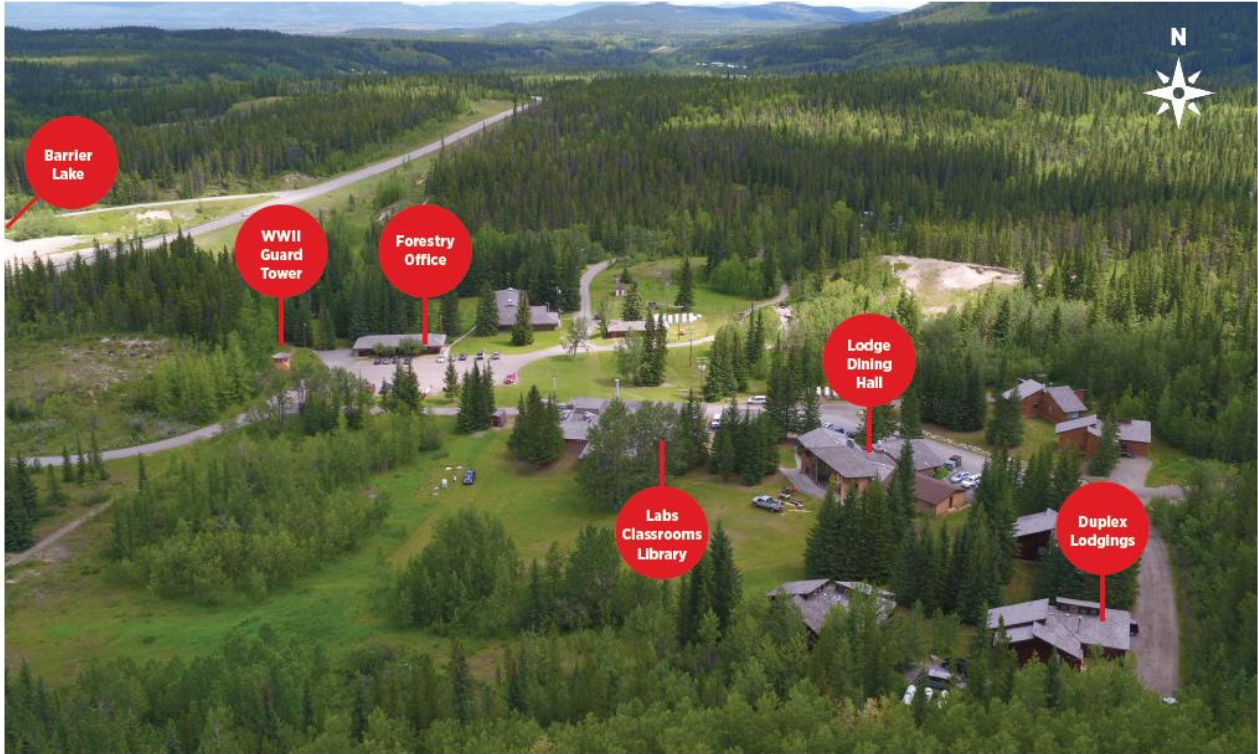 N
Barrier
Lake
WWII
Guard
Tower
Forestry
Office
Lodge
Dining
Hall
Labs
Classrooms
Library
Duplex
Lodgings